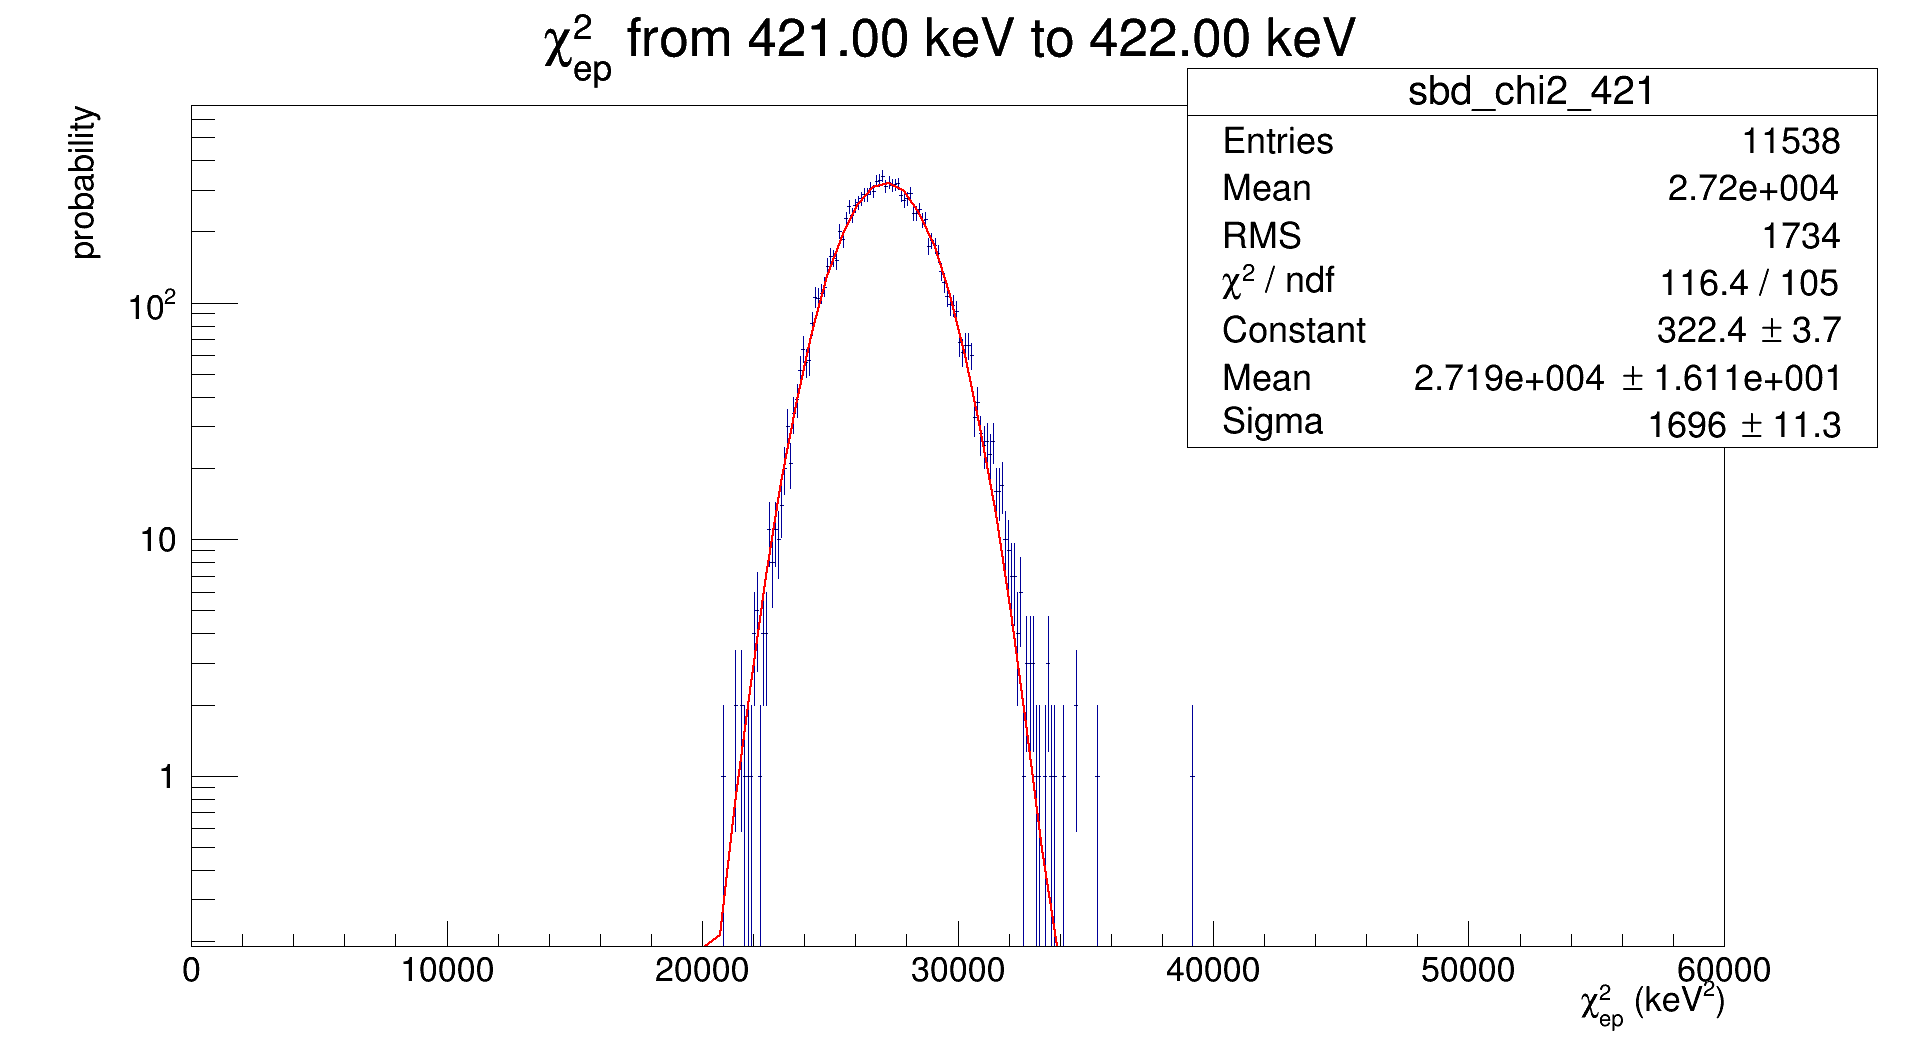 χ²ep from 421.00 keV to 422.00 keV
sbd_chi2_421
Entries 11538
Mean 2.72e+004
RMS 1734
χ² / ndf 116.4 / 105
Constant 322.4 ± 3.7
Mean 2.719e+004 ± 1.611e+001
Sigma 1696 ± 11.3
probability
10²
10
1
0 10000 20000 30000 40000 50000 60000
χ²ep (keV²)